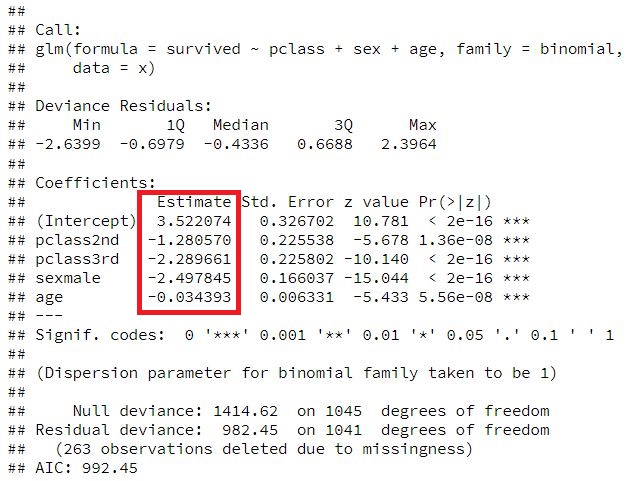 ##
## Call:
## glm(formula = survived ~ pclass + sex + age, family = binomial,
##     data = x)
##
## Deviance Residuals:
##     Min       1Q   Median       3Q      Max
## -2.6399  -0.6979  -0.4336   0.6688   2.3964
##
## Coefficients:
##              Estimate Std. Error z value Pr(>|z|)
## (Intercept)  3.522074   0.326702  10.781  < 2e-16 ***
## pclass2nd   -1.280570   0.225538  -5.678 1.36e-08 ***
## pclass3rd   -2.289661   0.225802 -10.140  < 2e-16 ***
## sexmale     -2.497845   0.166037 -15.044  < 2e-16 ***
## age         -0.034393   0.006331  -5.433 5.56e-08 ***
## ---
## Signif. codes:  0 '***' 0.001 '**' 0.01 '*' 0.05 '.' 0.1 ' ' 1
##
## (Dispersion parameter for binomial family taken to be 1)
##
##     Null deviance: 1414.62  on 1045  degrees of freedom
## Residual deviance:  982.45  on 1041  degrees of freedom
##   (263 observations deleted due to missingness)
## AIC: 992.45